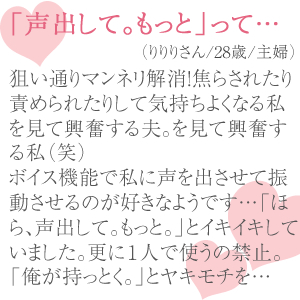 「声出して。もっと」って…
（りりりさん/28歳/主婦）
狙い通りマンネリ解消!焦らされたり
責められたりして気持ちよくなる私
を見て興奮する夫。を見て興奮す
る私（笑）
ボイス機能で私に声を出させて振
動させるのが好きなようです…「ほ
ら、声出して。もっと。」とイキイキし
ていました。更に1人で使うの禁止。
「俺が持っとく。」とヤキモチを…